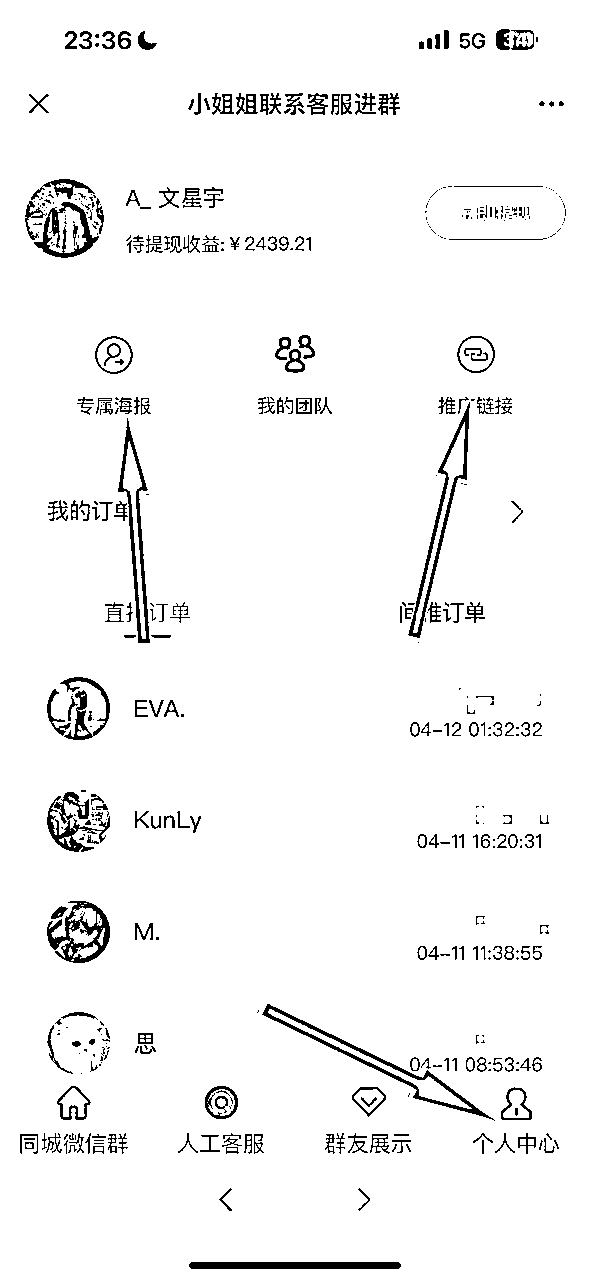 23:36
5G
小姐姐联系客服进群
A_ 文星宇
待提现收益:￥2439.21
专属海报
我的团队
推广链接
我的订单
直推订单
间推订单
EVA.
04-12 01:32:32
KunLy
04-11 16:20:31
M.
04-11 11:38:55
思
04-11 08:53:46
同城微信群
人工客服
群友展示
个人中心